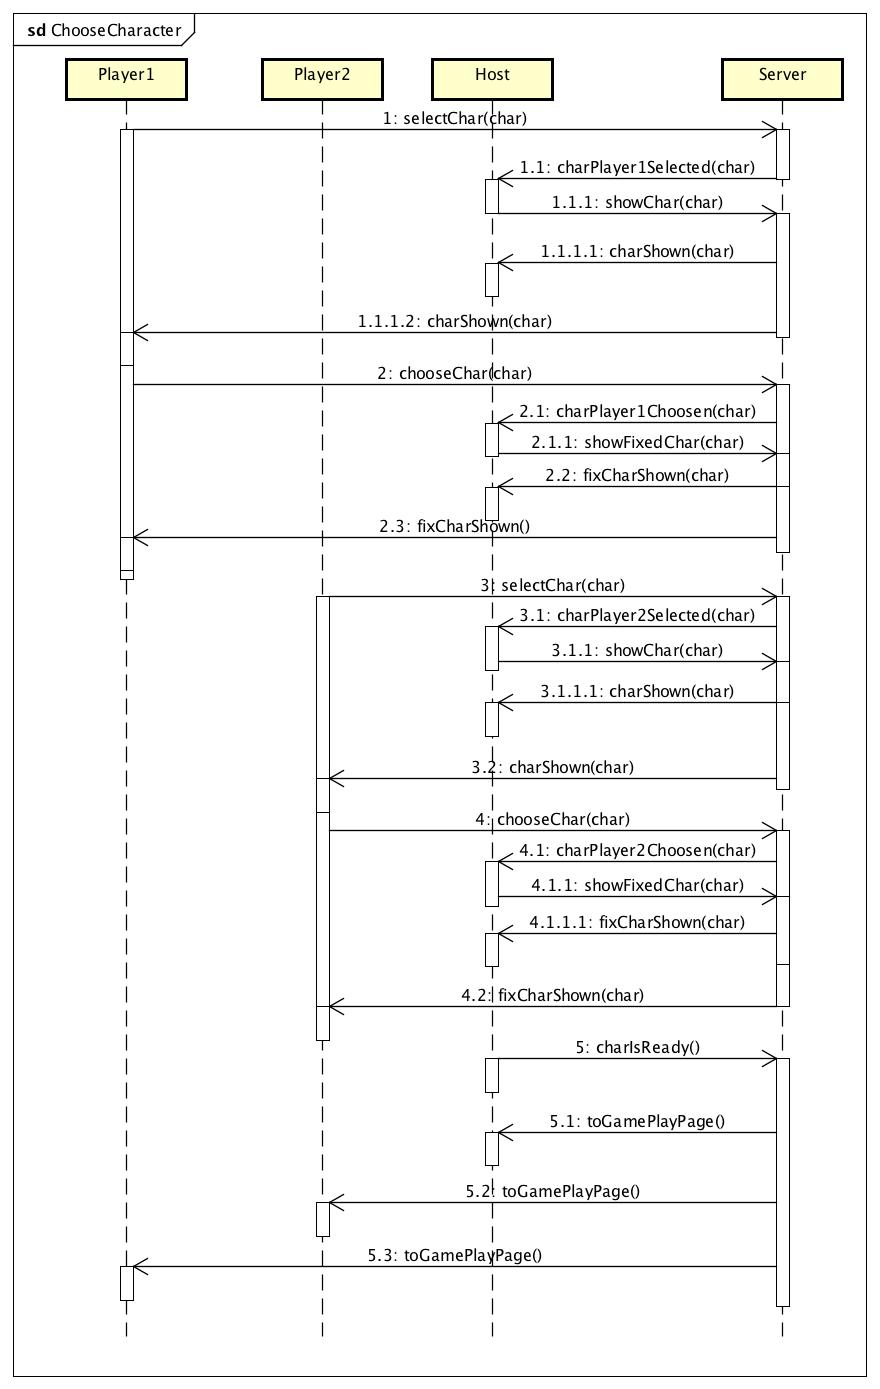 sd ChooseCharacter
Player1 Player2 Host Server
1: selectChar(char)
1.1: charPlayer1Selected(char)
1.1.1: showChar(char)
1.1.1.1: charShown(char)
1.1.1.2: charShown(char)
2: chooseChar(char)
2.1: charPlayer1Choosen(char)
2.1.1: showFixedChar(char)
2.2: fixCharShown(char)
2.3: fixCharShown()
3: selectChar(char)
3.1: charPlayer2Selected(char)
3.1.1: showChar(char)
3.1.1.1: charShown(char)
3.2: charShown(char)
4: chooseChar(char)
4.1: charPlayer2Choosen(char)
4.1.1: showFixedChar(char)
4.1.1.1: fixCharShown(char)
4.2: fixCharShown(char)
5: charIsReady()
5.1: toGamePlayPage()
5.2: toGamePlayPage()
5.3: toGamePlayPage()